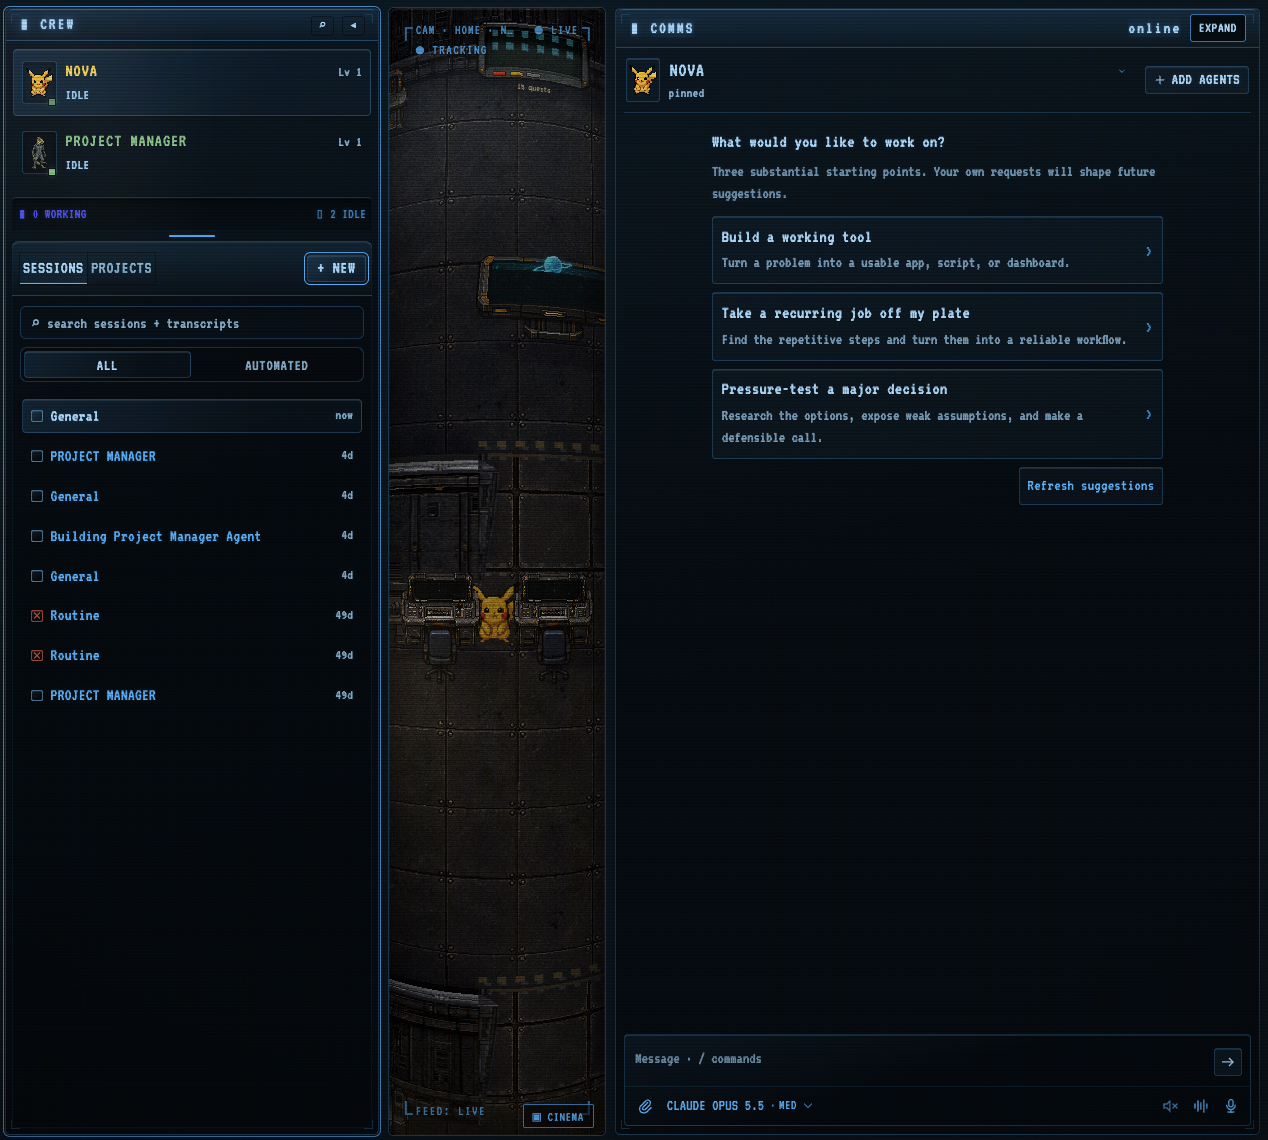 CREW
NOVA
Lv 1
IDLE
PROJECT MANAGER
Lv 1
IDLE
0 WORKING
2 IDLE
SESSIONS PROJECTS
+ NEW
search sessions + transcripts
ALL
AUTOMATED
General
now
PROJECT MANAGER
4d
General
4d
Building Project Manager Agent
4d
General
4d
Routine
49d
Routine
49d
PROJECT MANAGER
49d
CAM · HOME · N…
LIVE
TRACKING
FEED: LIVE
CINEMA
COMMS
online
EXPAND
NOVA
pinned
+ ADD AGENTS
What would you like to work on?
Three substantial starting points. Your own requests will shape future
suggestions.
Build a working tool
Turn a problem into a usable app, script, or dashboard.
Take a recurring job off my plate
Find the repetitive steps and turn them into a reliable workflow.
Pressure-test a major decision
Research the options, expose weak assumptions, and make a
defensible call.
Refresh suggestions
Message · / commands
CLAUDE OPUS 5.5 · MED